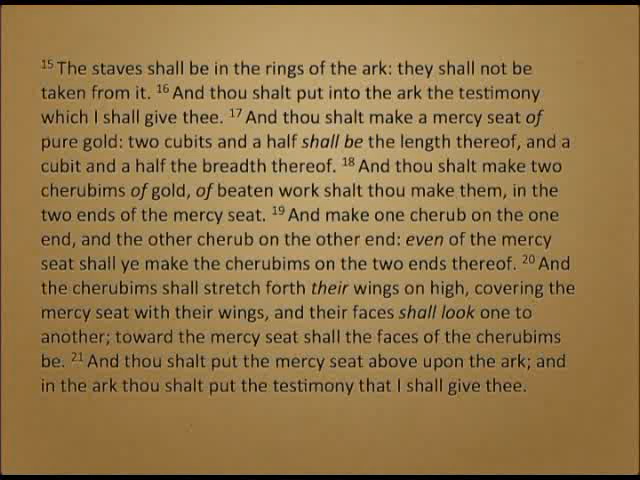 15 The staves shall be in the rings of the ark: they shall not be
taken from it. 16 And thou shalt put into the ark the testimony
which I shall give thee. 17 And thou shalt make a mercy seat of
pure gold: two cubits and a half shall be the length thereof, and a
cubit and a half the breadth thereof. 18 And thou shalt make two
cherubims of gold, of beaten work shalt thou make them, in the
two ends of the mercy seat. 19 And make one cherub on the one
end, and the other cherub on the other end: even of the mercy
seat shall ye make the cherubims on the two ends thereof. 20 And
the cherubims shall stretch forth their wings on high, covering the
mercy seat with their wings, and their faces shall look one to
another; toward the mercy seat shall the faces of the cherubims
be. 21 And thou shalt put the mercy seat above upon the ark; and
in the ark thou shalt put the testimony that I shall give thee.